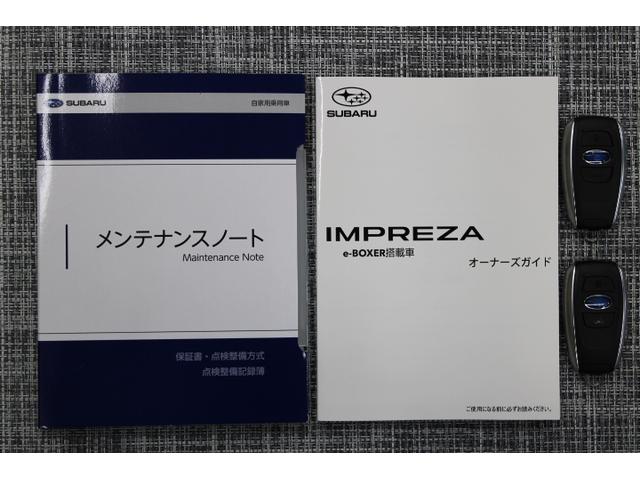 SUBARU
自家用乗用車
メンテナンスノート
Maintenance Note
保証書・点検整備方式
点検整備記録簿
SUBARU
IMPREZA
e-BOXER搭載車
オーナーズガイド
ご使用になる前に必ずお読みください。